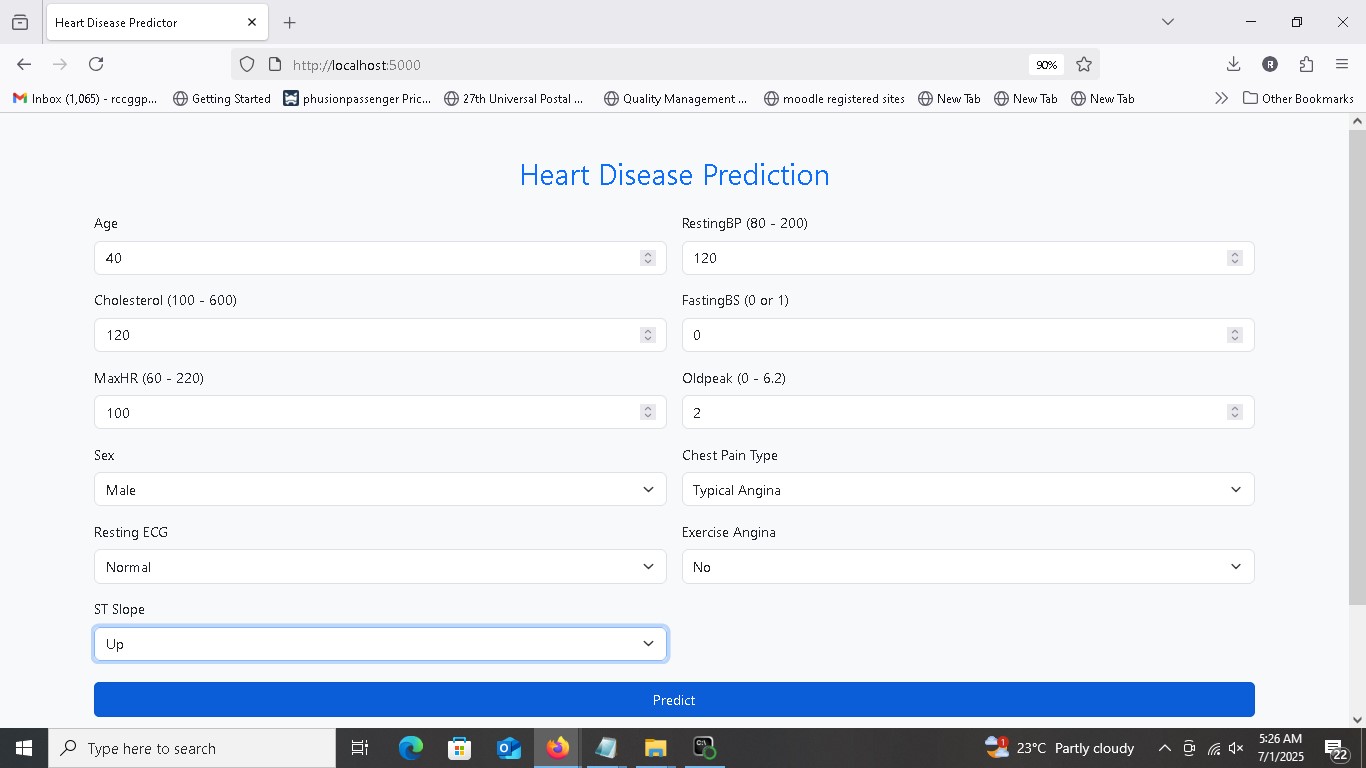 Heart Disease Predictor
http://localhost:5000
90%
R
Inbox (1,065) - rccggp...
Getting Started
phusionpassenger Pric...
27th Universal Postal ...
Quality Management ...
moodle registered sites
New Tab
New Tab
New Tab
Other Bookmarks
Heart Disease Prediction
Age
RestingBP (80 - 200)
40
120
Cholesterol (100 - 600)
FastingBS (0 or 1)
120
0
MaxHR (60 - 220)
Oldpeak (0 - 6.2)
100
2
Sex
Chest Pain Type
Male
Typical Angina
Resting ECG
Exercise Angina
Normal
No
ST Slope
Up
Predict
Type here to search
1
23°C Partly cloudy
5:26 AM
7/1/2025
22